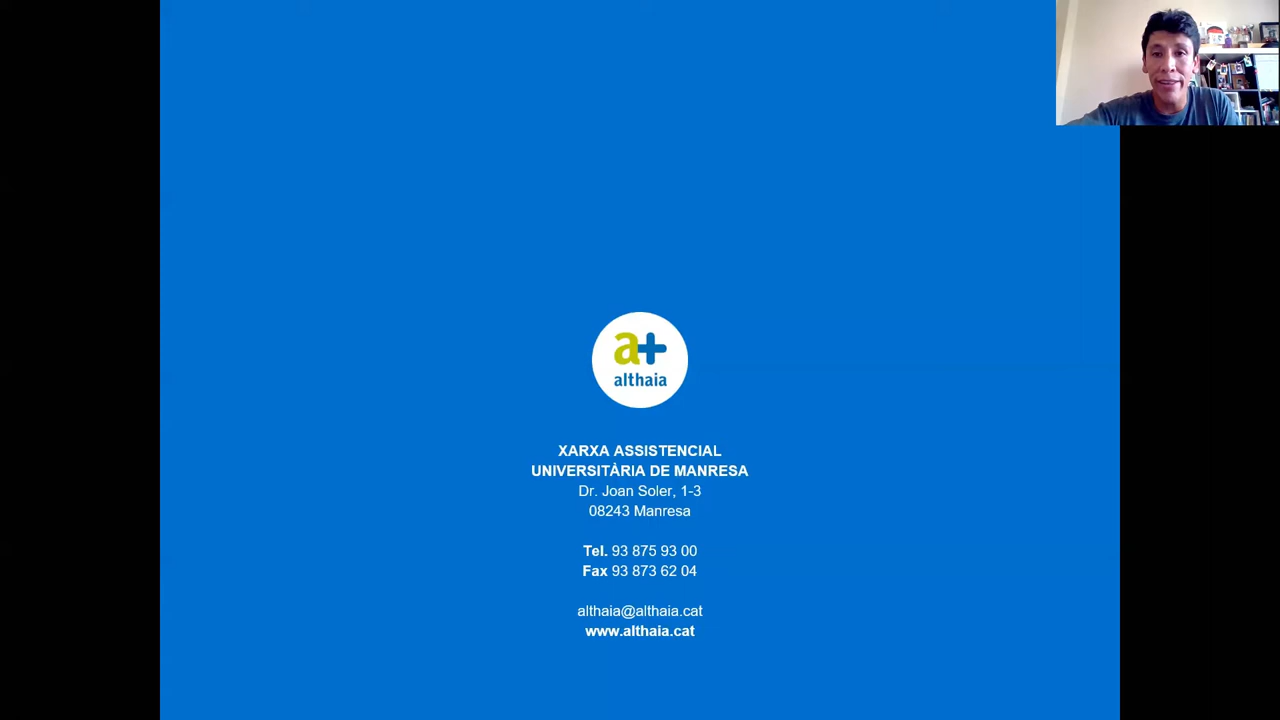 a+
althaia
XARXA ASSISTENCIAL
UNIVERSITÀRIA DE MANRESA
Dr. Joan Soler, 1-3
08243 Manresa
Tel. 93 875 93 00
Fax 93 873 62 04
althaia@althaia.cat
www.althaia.cat